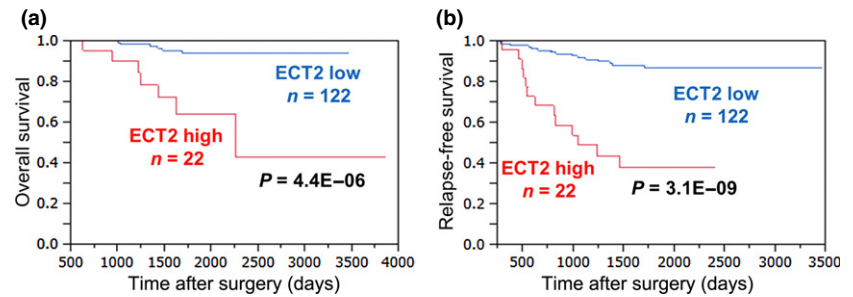 (a)
Overall survival
1.0
0.8
0.6
0.4
0.2
0.0
ECT2 low
n = 122
ECT2 high
n = 22
P = 4.4E–06
500 1000 1500 2000 2500 3000 3500 4000
Time after surgery (days)
(b)
Relapse-free survival
1.0
0.8
0.6
0.4
0.2
0.0
ECT2 low
n = 122
ECT2 high
n = 22
P = 3.1E–09
500 1000 1500 2000 2500 3000 3500
Time after surgery (days)